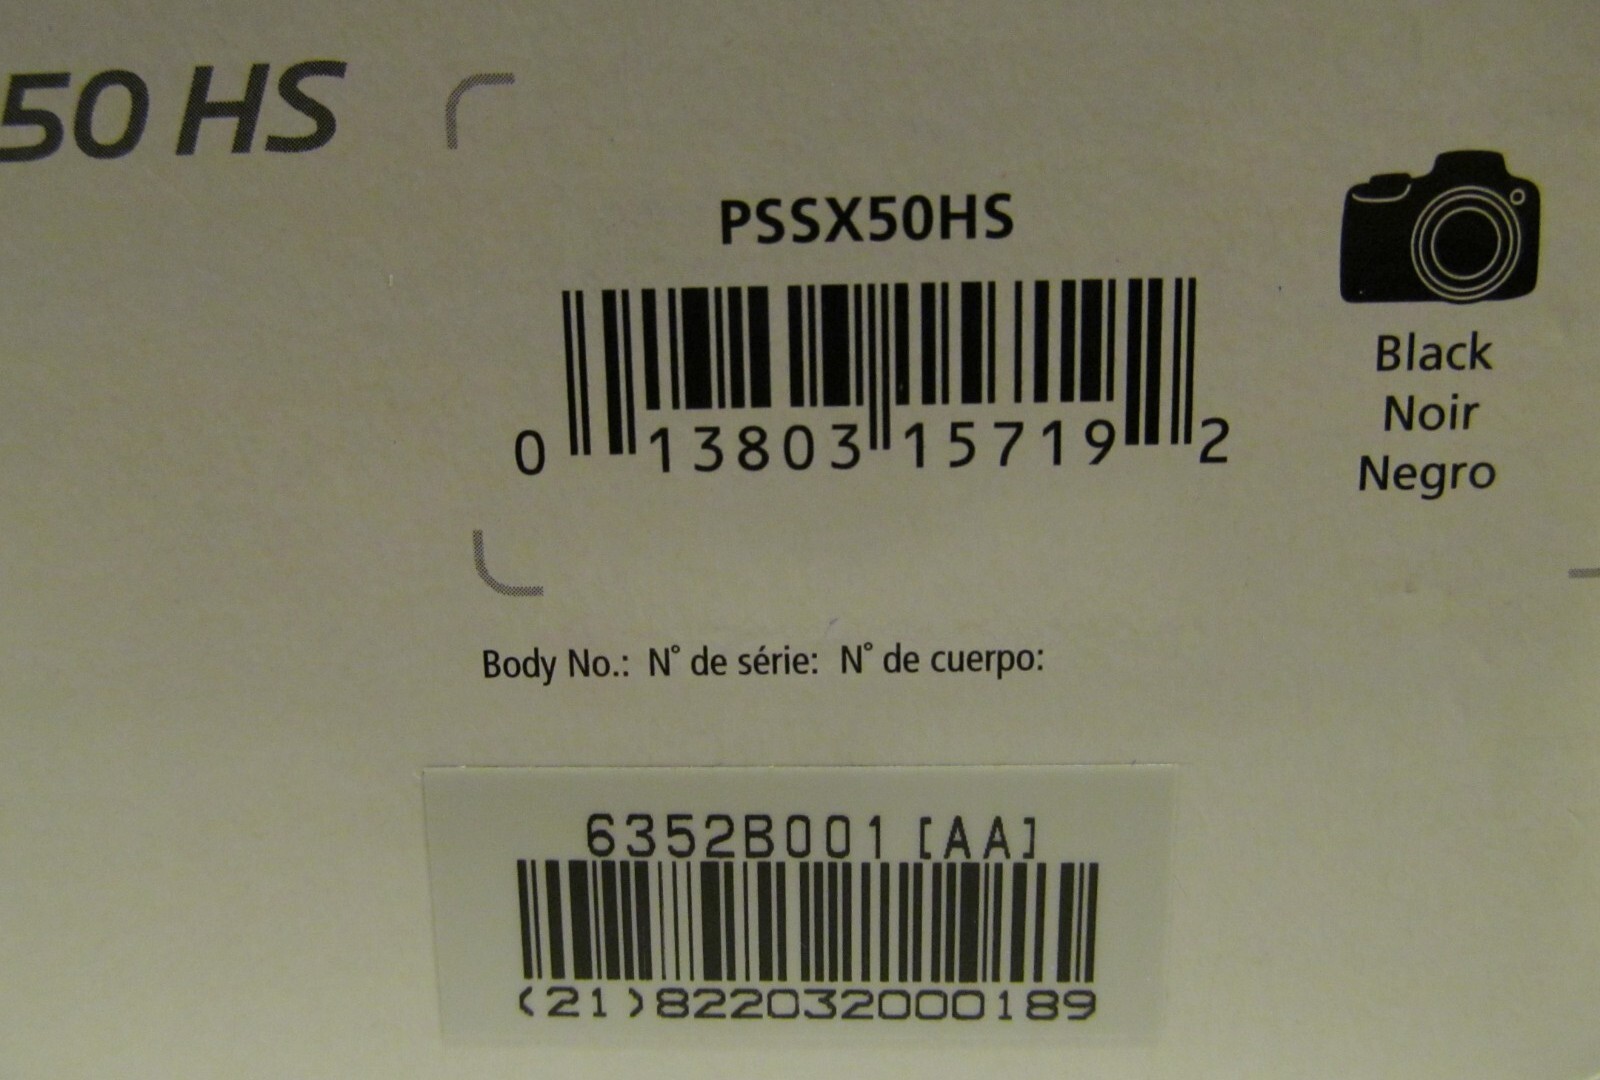 50 HS
PSSX50HS
0 13803 15719 2
Black
Noir
Negro
Body No.: N° de série: N° de cuerpo:
6352B001 [AA]
(21)822032000189